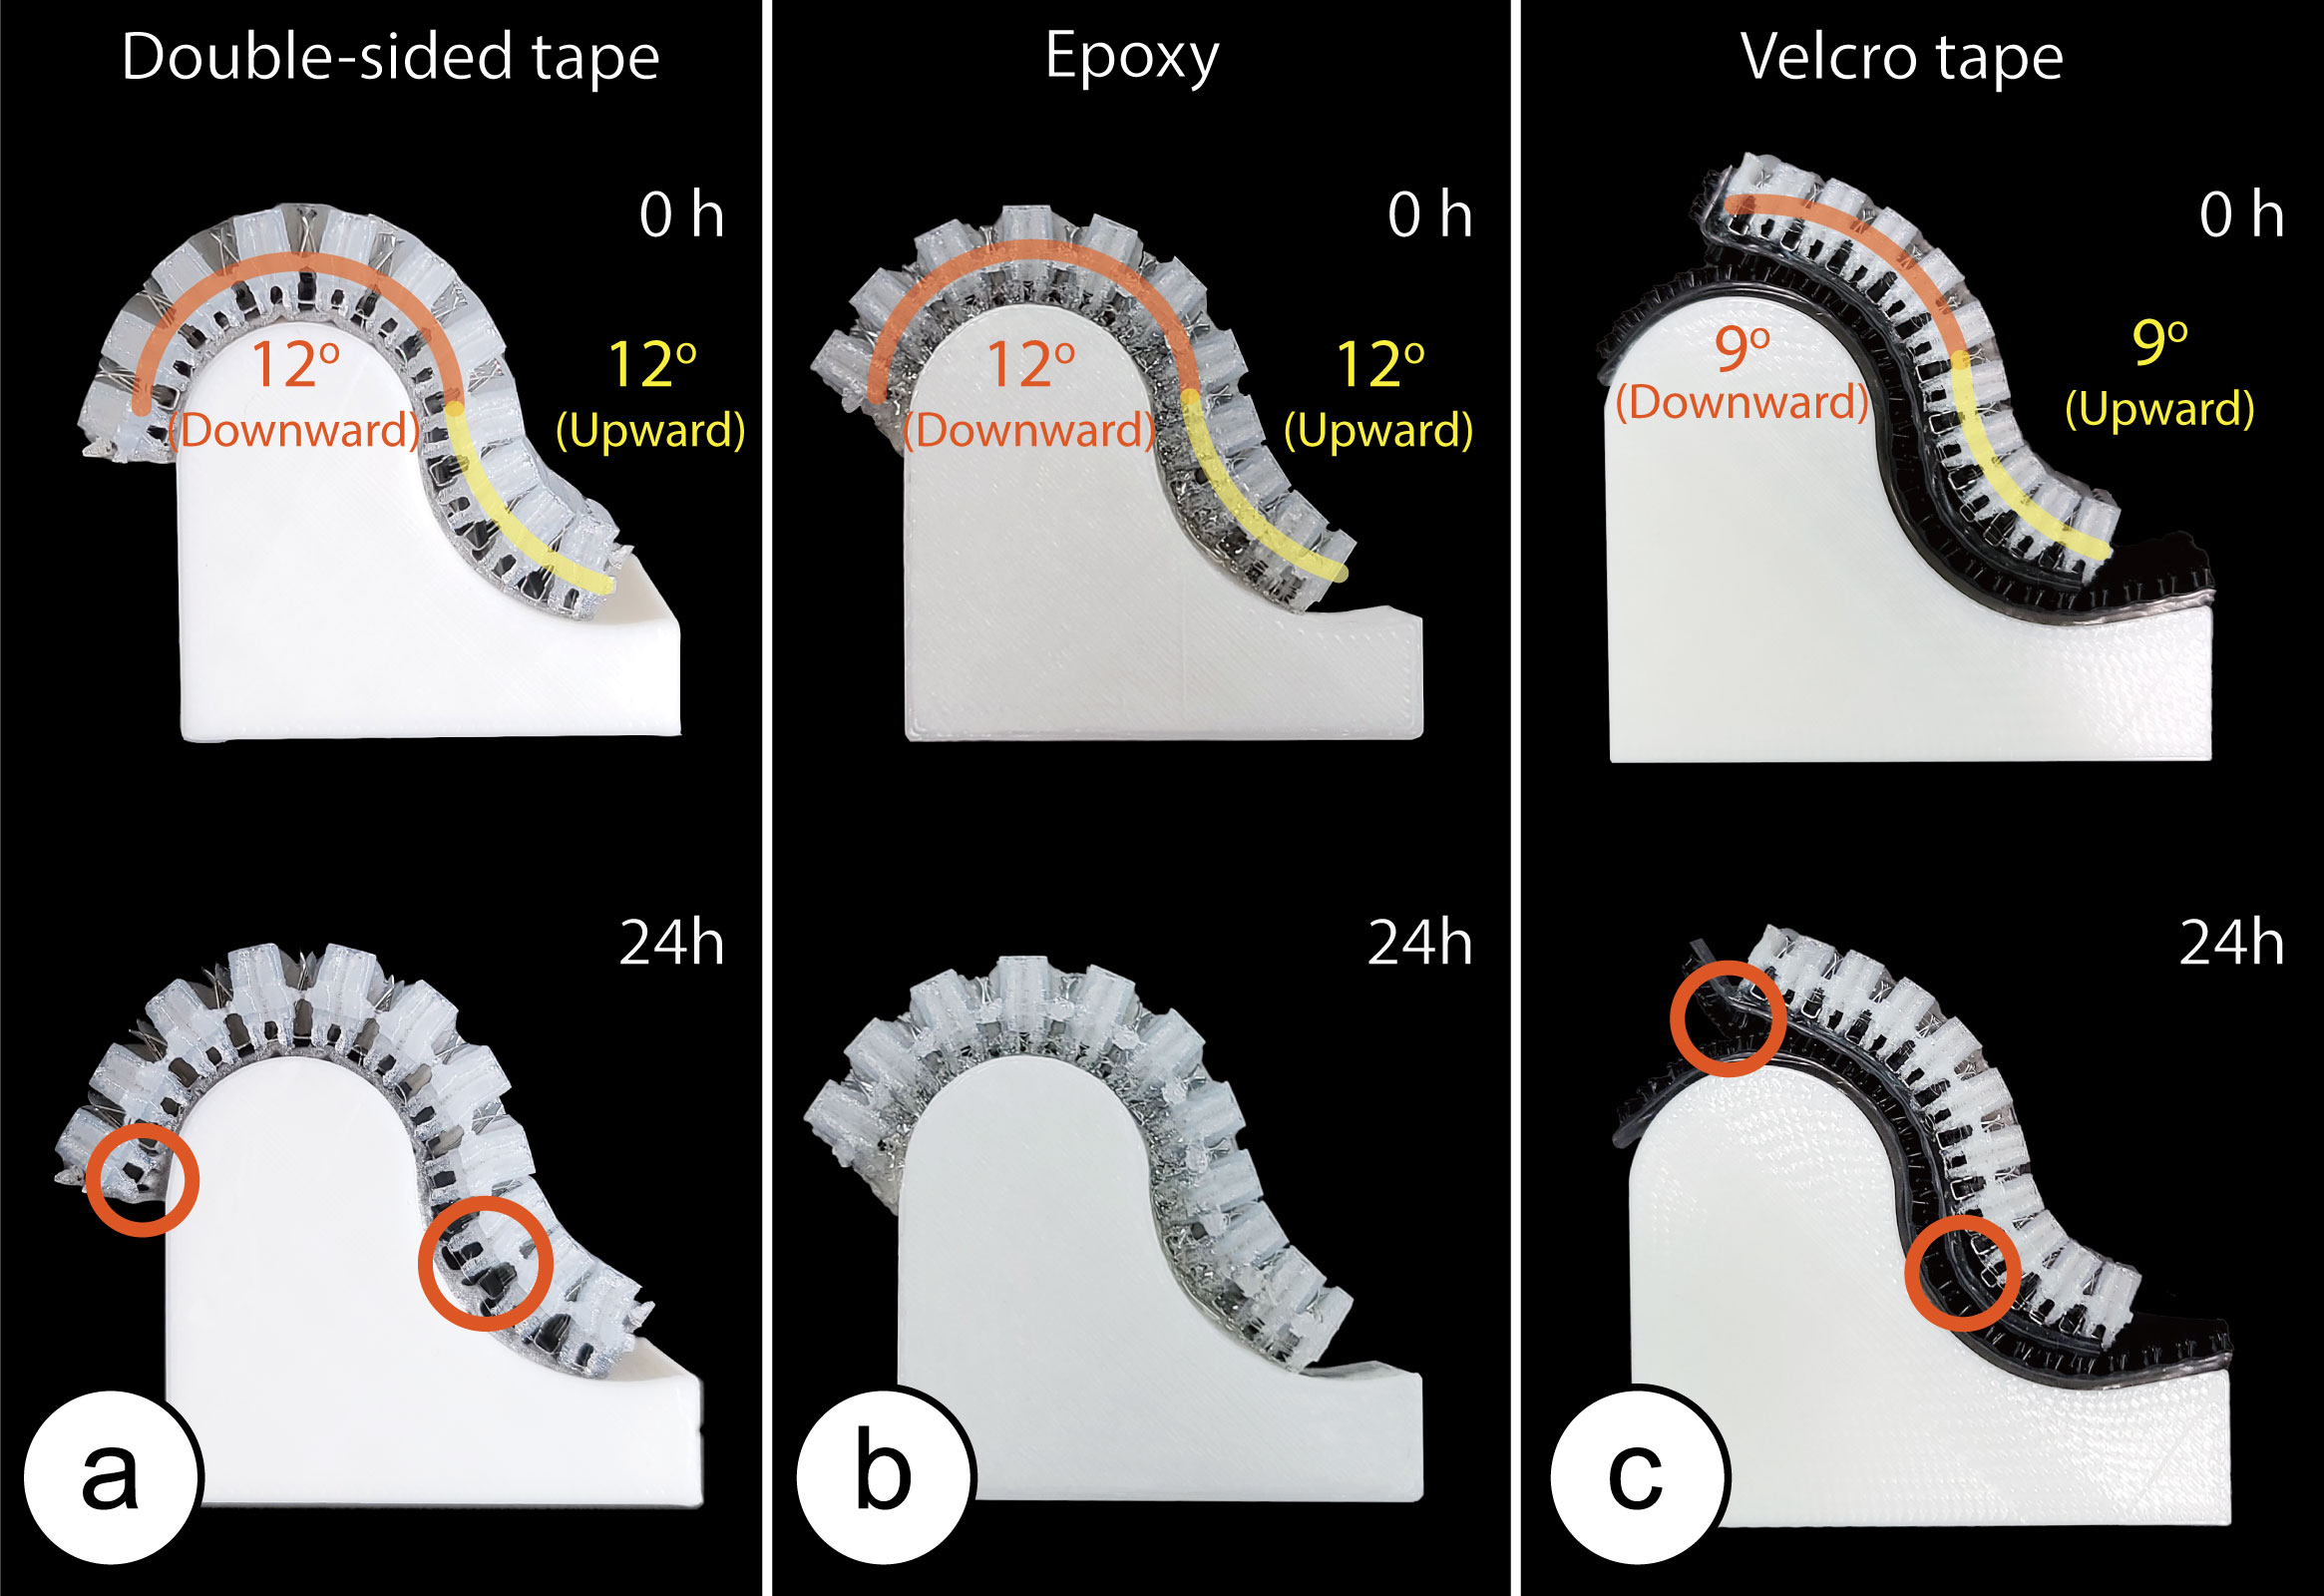 Double-sided tape
0 h
12º
(Downward)
12º
(Upward)
24h
a
Epoxy
0 h
12º
(Downward)
12º
(Upward)
24h
b
Velcro tape
0 h
9º
(Downward)
9º
(Upward)
24h
c